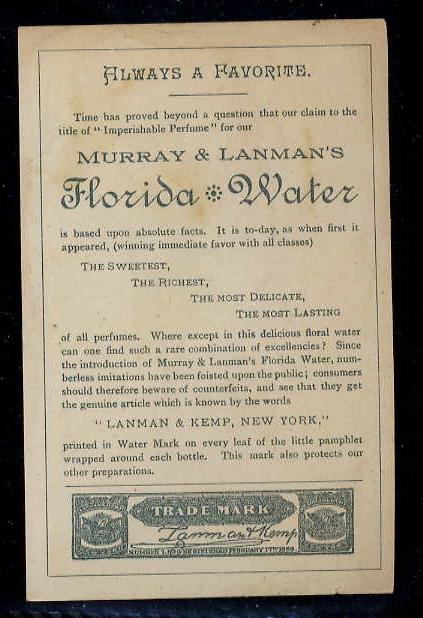 ALWAYS A FAVORITE.
Time has proved beyond a question that our claim to the
title of "Imperishable Perfume" for our
MURRAY & LANMAN'S
Florida Water
is based upon absolute facts. It is to-day, as when first it
appeared, (winning immediate favor with all classes)
THE SWEETEST,
THE RICHEST,
THE MOST DELICATE,
THE MOST LASTING
of all perfumes. Where except in this delicious floral water
can one find such a rare combination of excellencies? Since
the introduction of Murray & Lanman's Florida Water, num-
berless imitations have been foisted upon the public; consumers
should therefore beware of counterfeits, and see that they get
the genuine article which is known by the words
"LANMAN & KEMP, NEW YORK,"
printed in Water Mark on every leaf of the little pamphlet
wrapped around each bottle. This mark also protects our
other preparations.
TRADE MARK
Lanman & Kemp
REGISTERED FEBRUARY